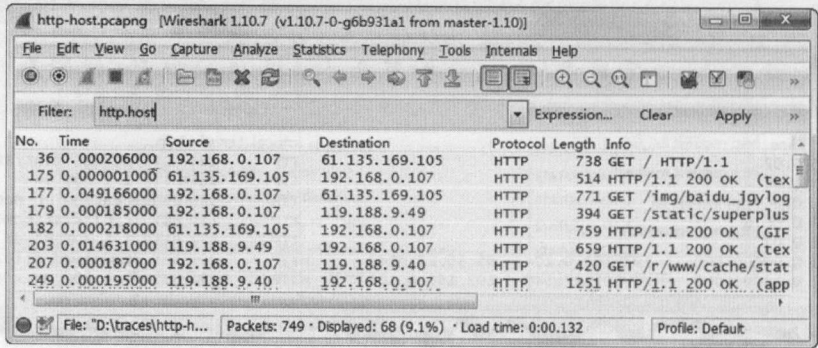 http-host.pcapng [Wireshark 1.10.7 (v1.10.7-0-g6b931a1 from master-1.10)]
File Edit View Go Capture Analyze Statistics Telephony Tools Internals Help
Filter: http.host Expression... Clear Apply
No. Time Source Destination Protocol Length Info
36 0.000206000 192.168.0.107 61.135.169.105 HTTP 738 GET / HTTP/1.1
175 0.000001000 61.135.169.105 192.168.0.107 HTTP 514 HTTP/1.1 200 OK (tex
177 0.049166000 192.168.0.107 61.135.169.105 HTTP 771 GET /img/baidu_jgylog
179 0.000185000 192.168.0.107 119.188.9.49 HTTP 394 GET /static/superplus
182 0.000218000 61.135.169.105 192.168.0.107 HTTP 759 HTTP/1.1 200 OK (GIF
203 0.014631000 119.188.9.49 192.168.0.107 HTTP 659 HTTP/1.1 200 OK (tex
207 0.000187000 192.168.0.107 119.188.9.40 HTTP 420 GET /r/www/cache/stat
249 0.000195000 119.188.9.40 192.168.0.107 HTTP 1251 HTTP/1.1 200 OK (app
File: "D:\traces\http-h... Packets: 749 · Displayed: 68 (9.1%) · Load time: 0:00.132 Profile: Default